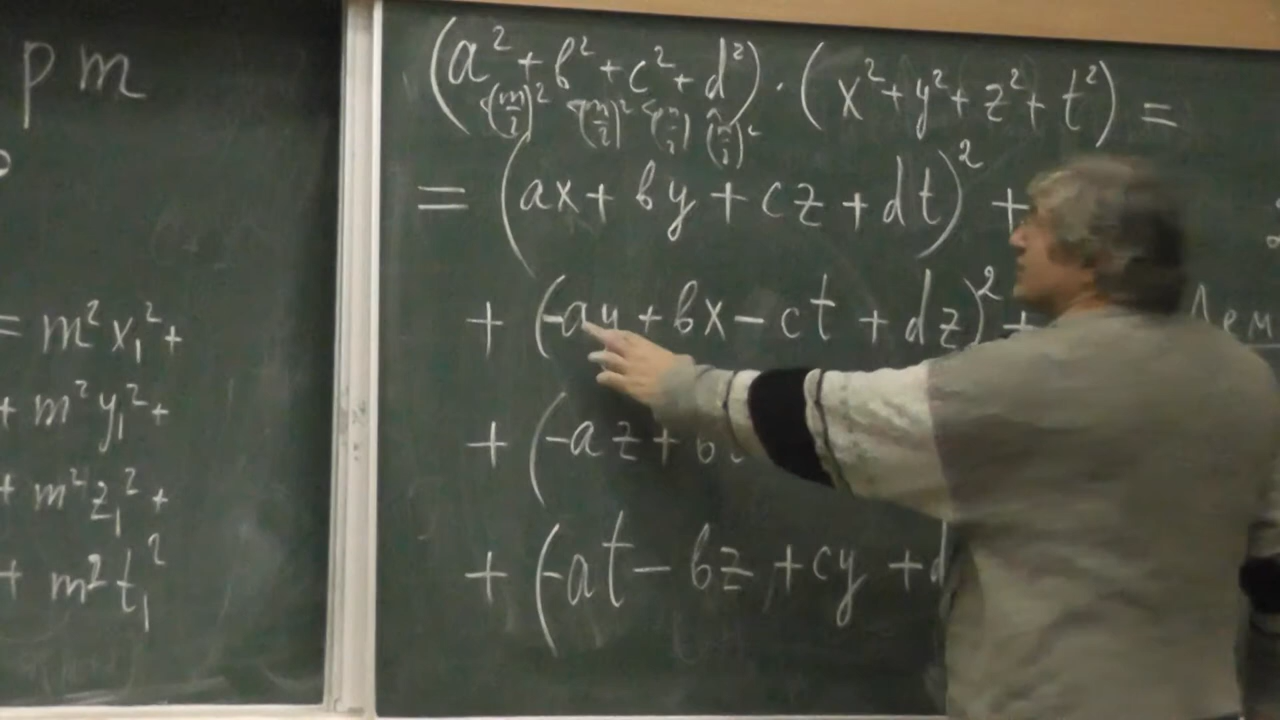 pm
= m²x₁² +
+ m²y₁² +
+ m²z₁² +
+ m²t₁²
(a² + b² + c² + d²) · (x² + y² + z² + t²) =
= (ax + by + cz + dt)² +
+ (-ay + bx - ct + dz)² +
+ (-az + b
+ (-at - bz + cy + d
Лем